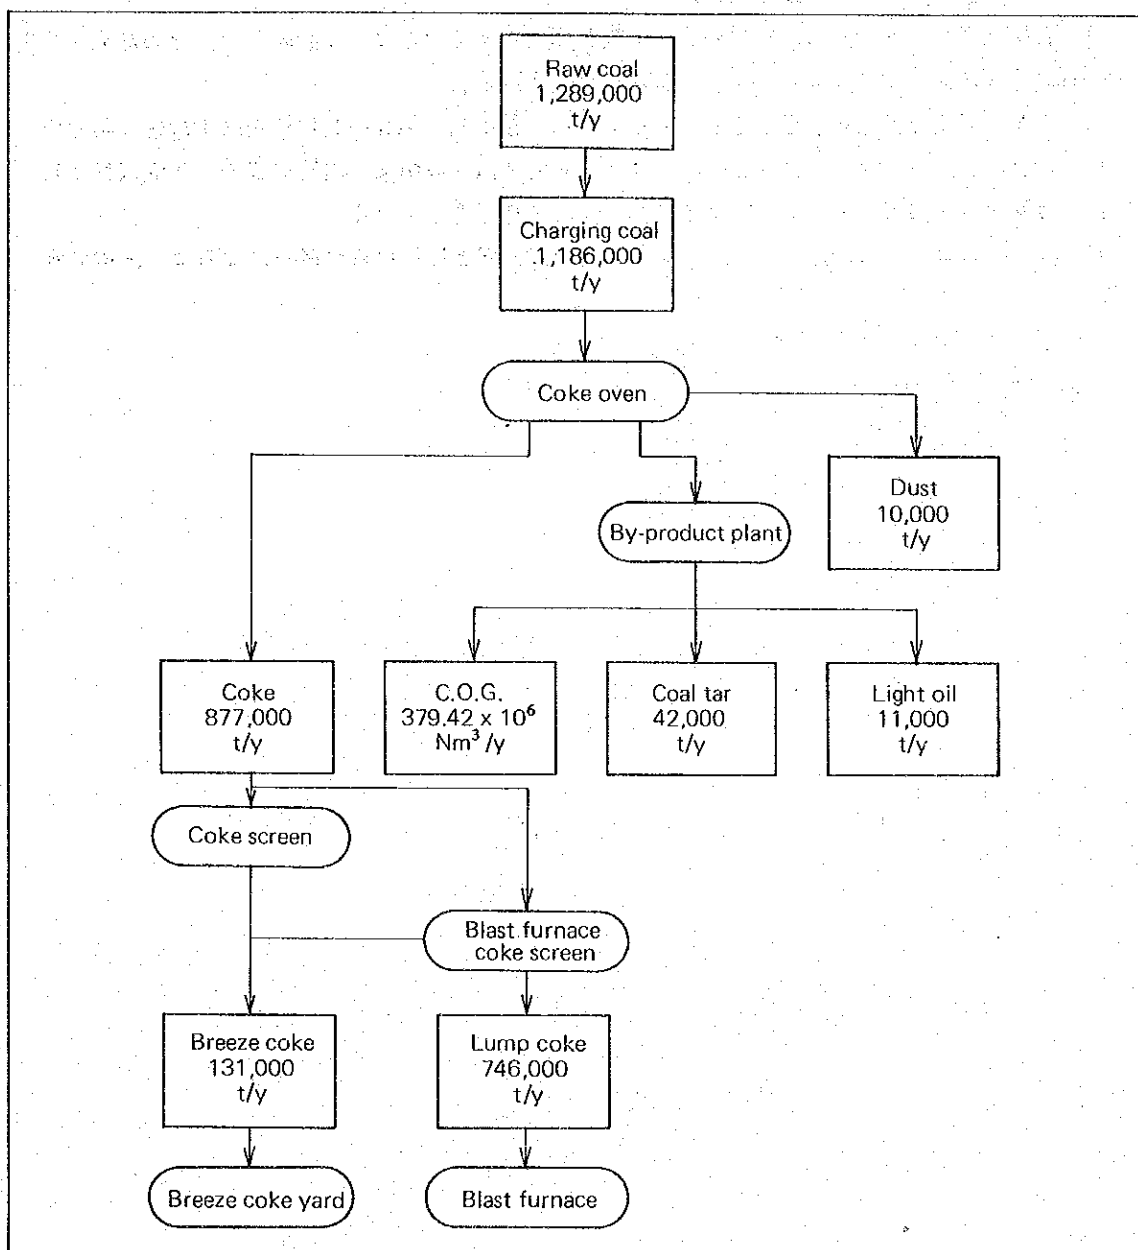 Raw coal
1,289,000
t/y
Charging coal
1,186,000
t/y
Coke oven
Dust
10,000
t/y
By-product plant
Coke
877,000
t/y
C.O.G.
379.42 x 10⁶
Nm³/y
Coal tar
42,000
t/y
Light oil
11,000
t/y
Coke screen
Blast furnace
coke screen
Breeze coke
131,000
t/y
Lump coke
746,000
t/y
Breeze coke yard
Blast furnace